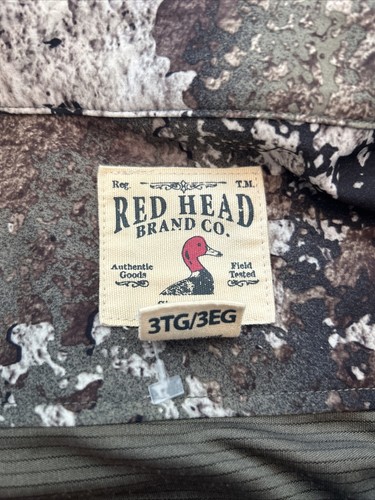 Reg. T.M.
RED HEAD
BRAND CO.
Authentic Field
Goods Tested
3TG/3EG